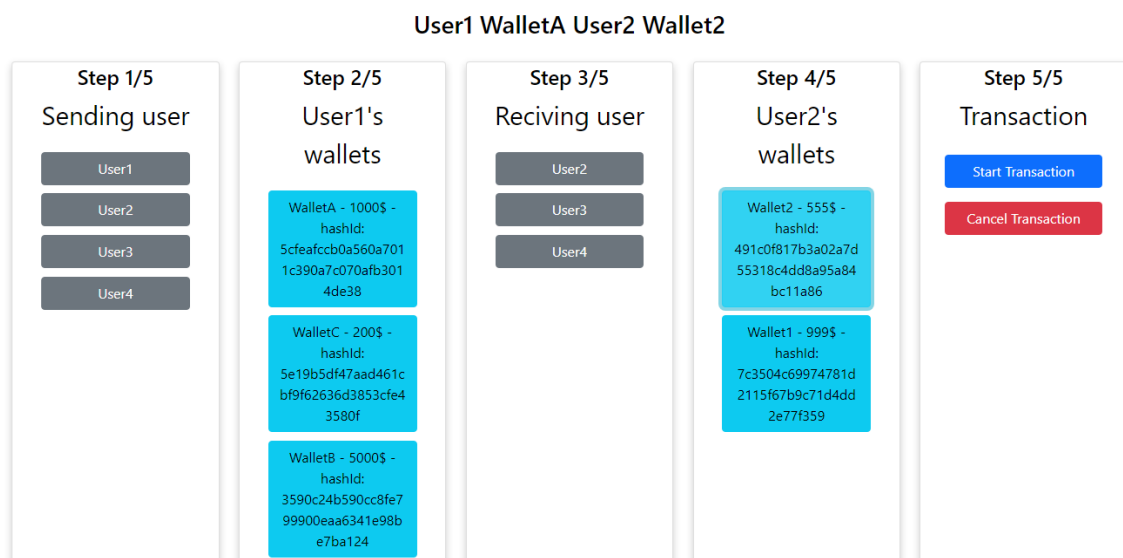 User1 WalletA User2 Wallet2
Step 1/5
Sending user
User1
User2
User3
User4
Step 2/5
User1's
wallets
WalletA - 1000$ -
hashId:
5cfeafccb0a560a701
1c390a7c070afb301
4de38
WalletC - 200$ -
hashId:
5e19b5df47aad461c
bf9f62636d3853cfe4
3580f
WalletB - 5000$ -
hashId:
3590c24b590cc8fe7
99900eaa6341e98b
e7ba124
Step 3/5
Reciving user
User2
User3
User4
Step 4/5
User2's
wallets
Wallet2 - 555$ -
hashId:
491c0f817b3a02a7d
55318c4dd8a95a84
bc11a86
Wallet1 - 999$ -
hashId:
7c3504c69974781d
2115f67b9c71d4dd
2e77f359
Step 5/5
Transaction
Start Transaction
Cancel Transaction